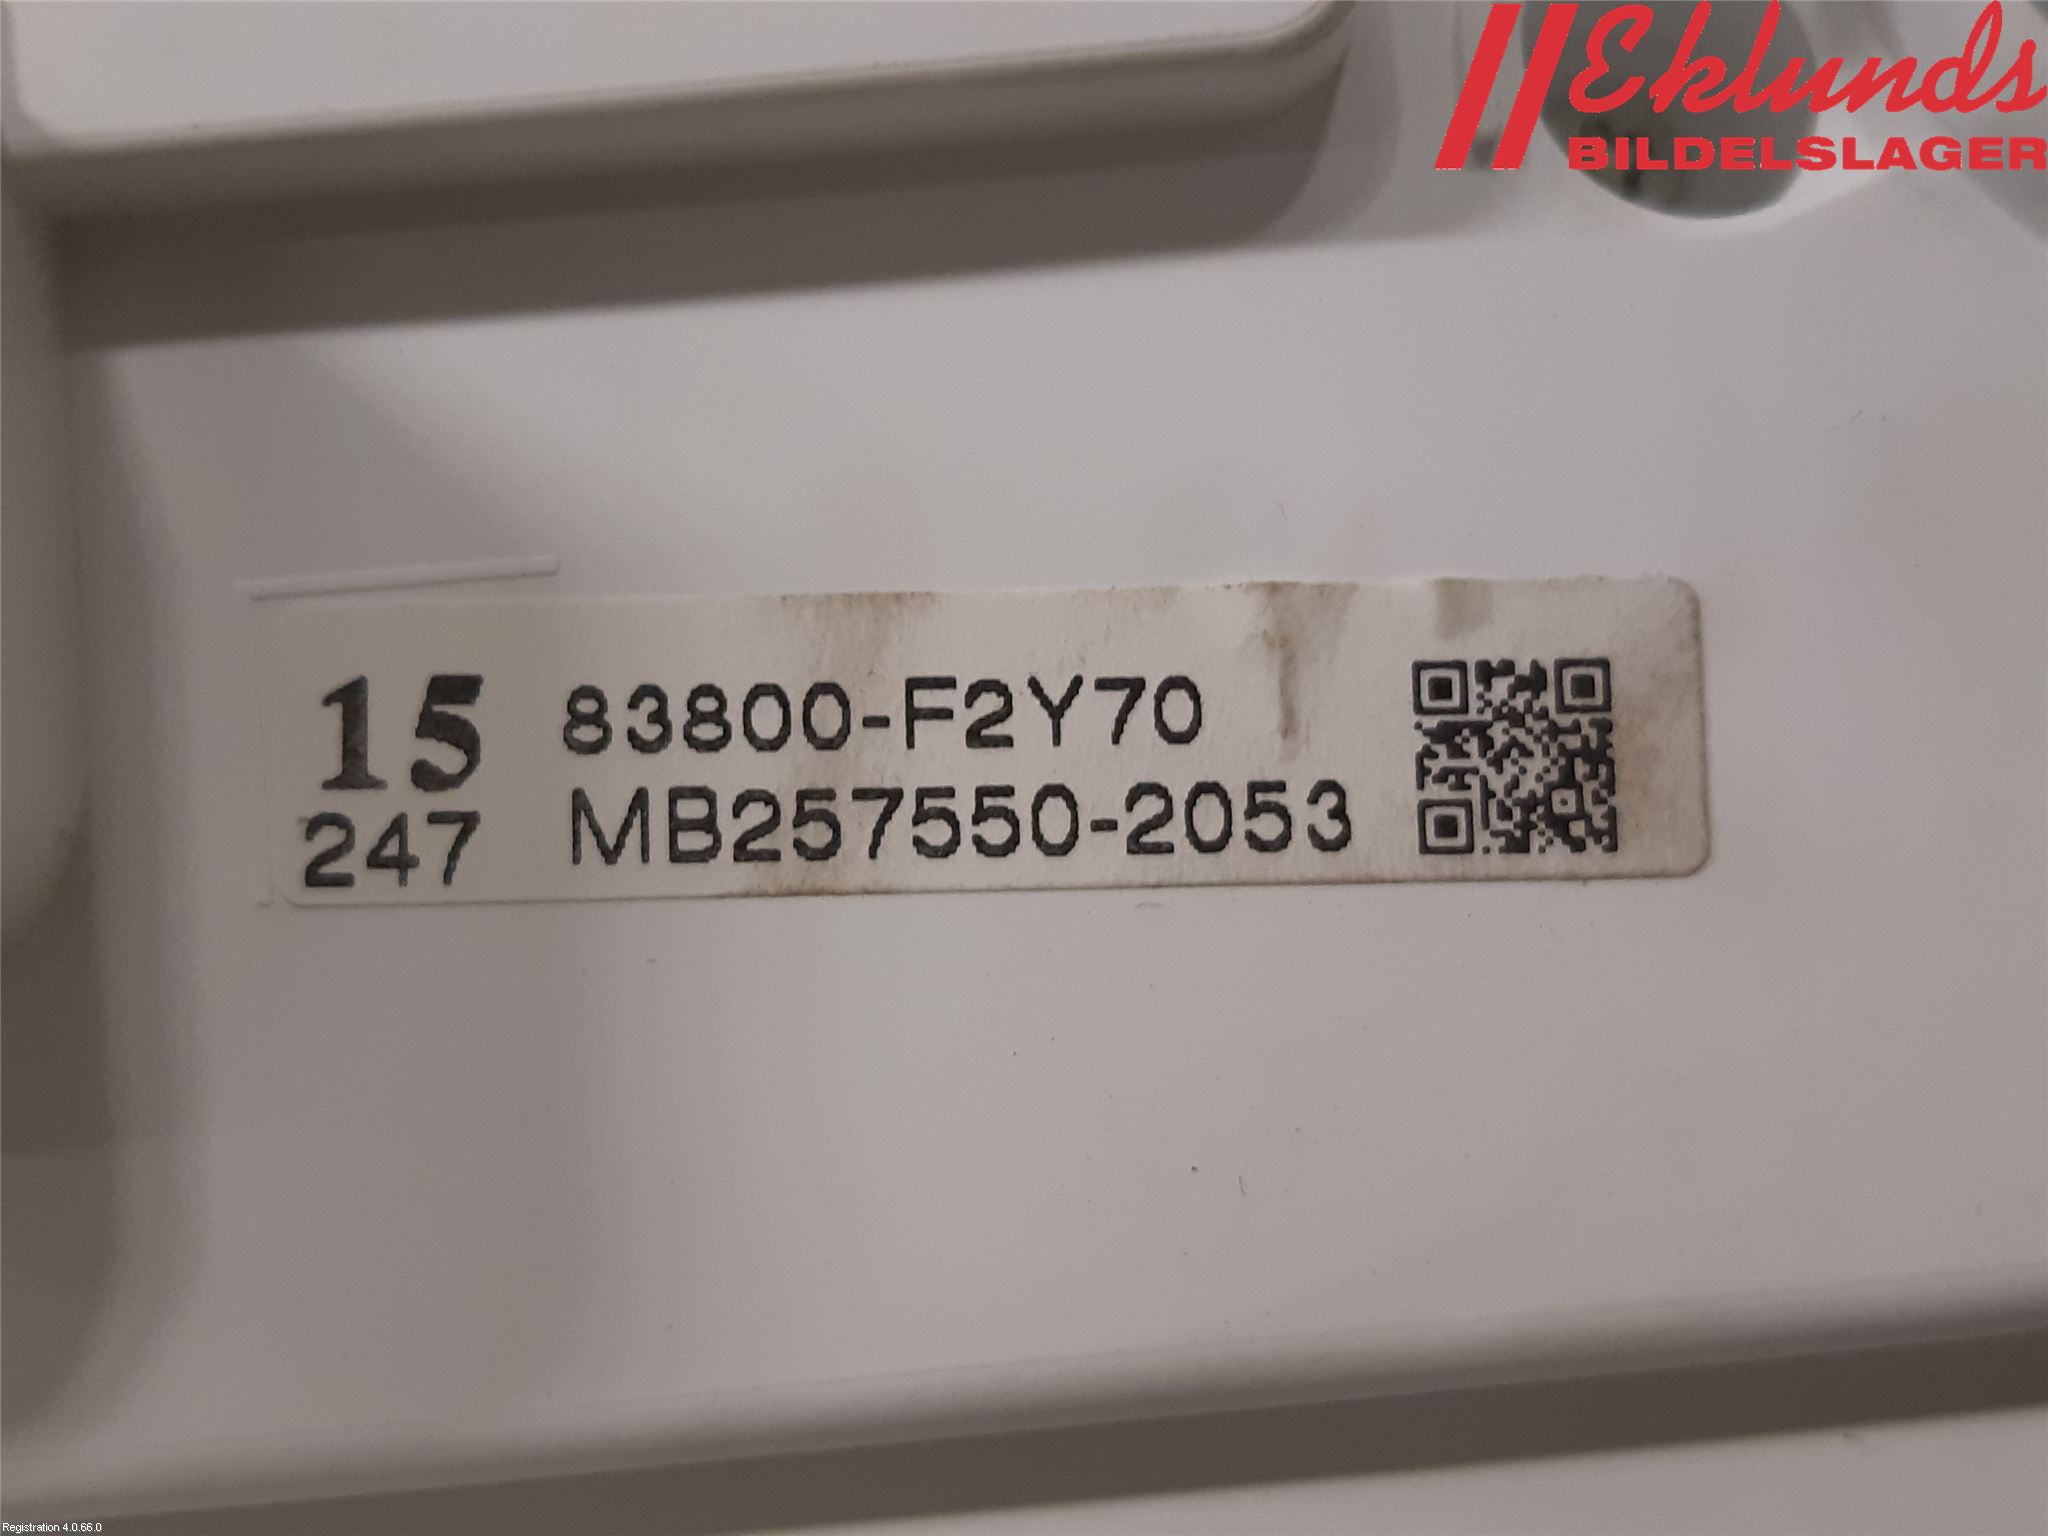 Eklunds
BILDELSLAGER
15 83800-F2Y70
247 MB257550-2053
Registration 4.0.66.0